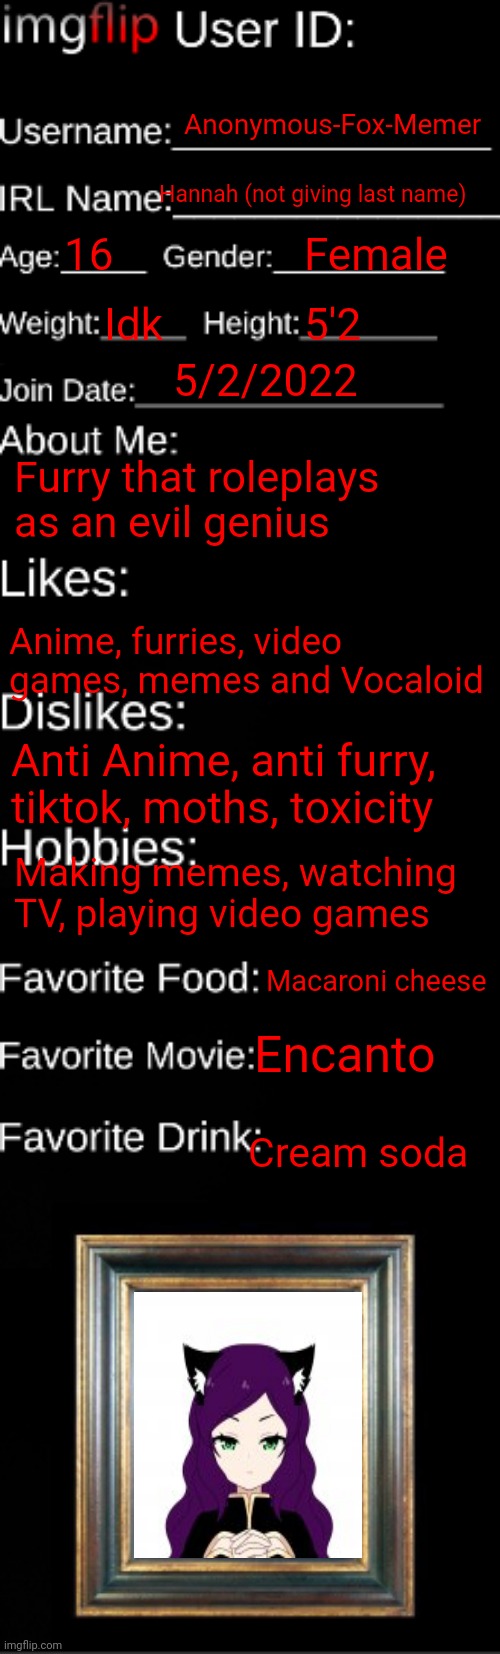 imgflip User ID:
Username: Anonymous-Fox-Memer
IRL Name: Hannah (not giving last name)
Age: 16 Gender: Female
Weight: Idk Height: 5'2
Join Date: 5/2/2022
About Me:
Furry that roleplays
as an evil genius
Likes:
Anime, furries, video
games, memes and Vocaloid
Dislikes:
Anti Anime, anti furry,
tiktok, moths, toxicity
Hobbies:
Making memes, watching
TV, playing video games
Favorite Food: Macaroni cheese
Favorite Movie: Encanto
Favorite Drink: Cream soda
imgflip.com